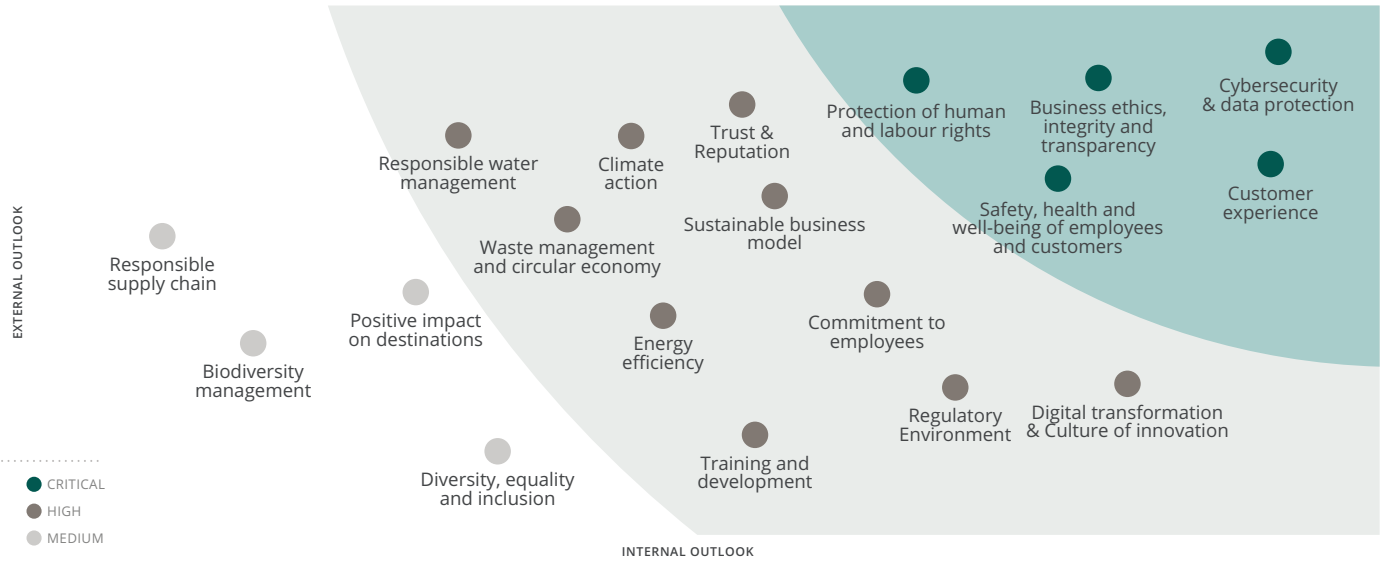 Cybersecurity
& data protection
Protection of human
and labour rights
Business ethics,
integrity and
transparency
Trust &
Reputation
Responsible water
management
Climate
action
Customer
experience
Safety, health and
well-being of employees
and customers
Sustainable business
model
Waste management
and circular economy
EXTERNAL OUTLOOK
Responsible
supply chain
Positive impact
on destinations
Commitment to
employees
Energy
efficiency
Biodiversity
management
Regulatory
Environment
Digital transformation
& Culture of innovation
Training and
development
Diversity, equality
and inclusion
CRITICAL
HIGH
MEDIUM
INTERNAL OUTLOOK